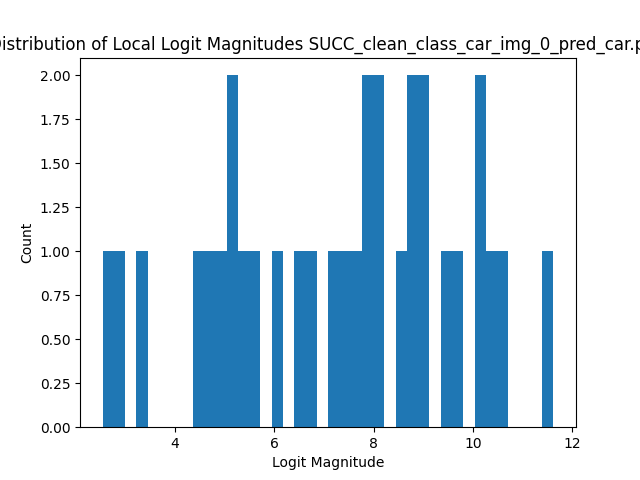 istribution of Local Logit Magnitudes SUCC_clean_class_car_img_0_pred_car.p
2.00
1.75
1.50
1.25
1.00
0.75
0.50
0.25
0.00
Count
4 6 8 10 12
Logit Magnitude